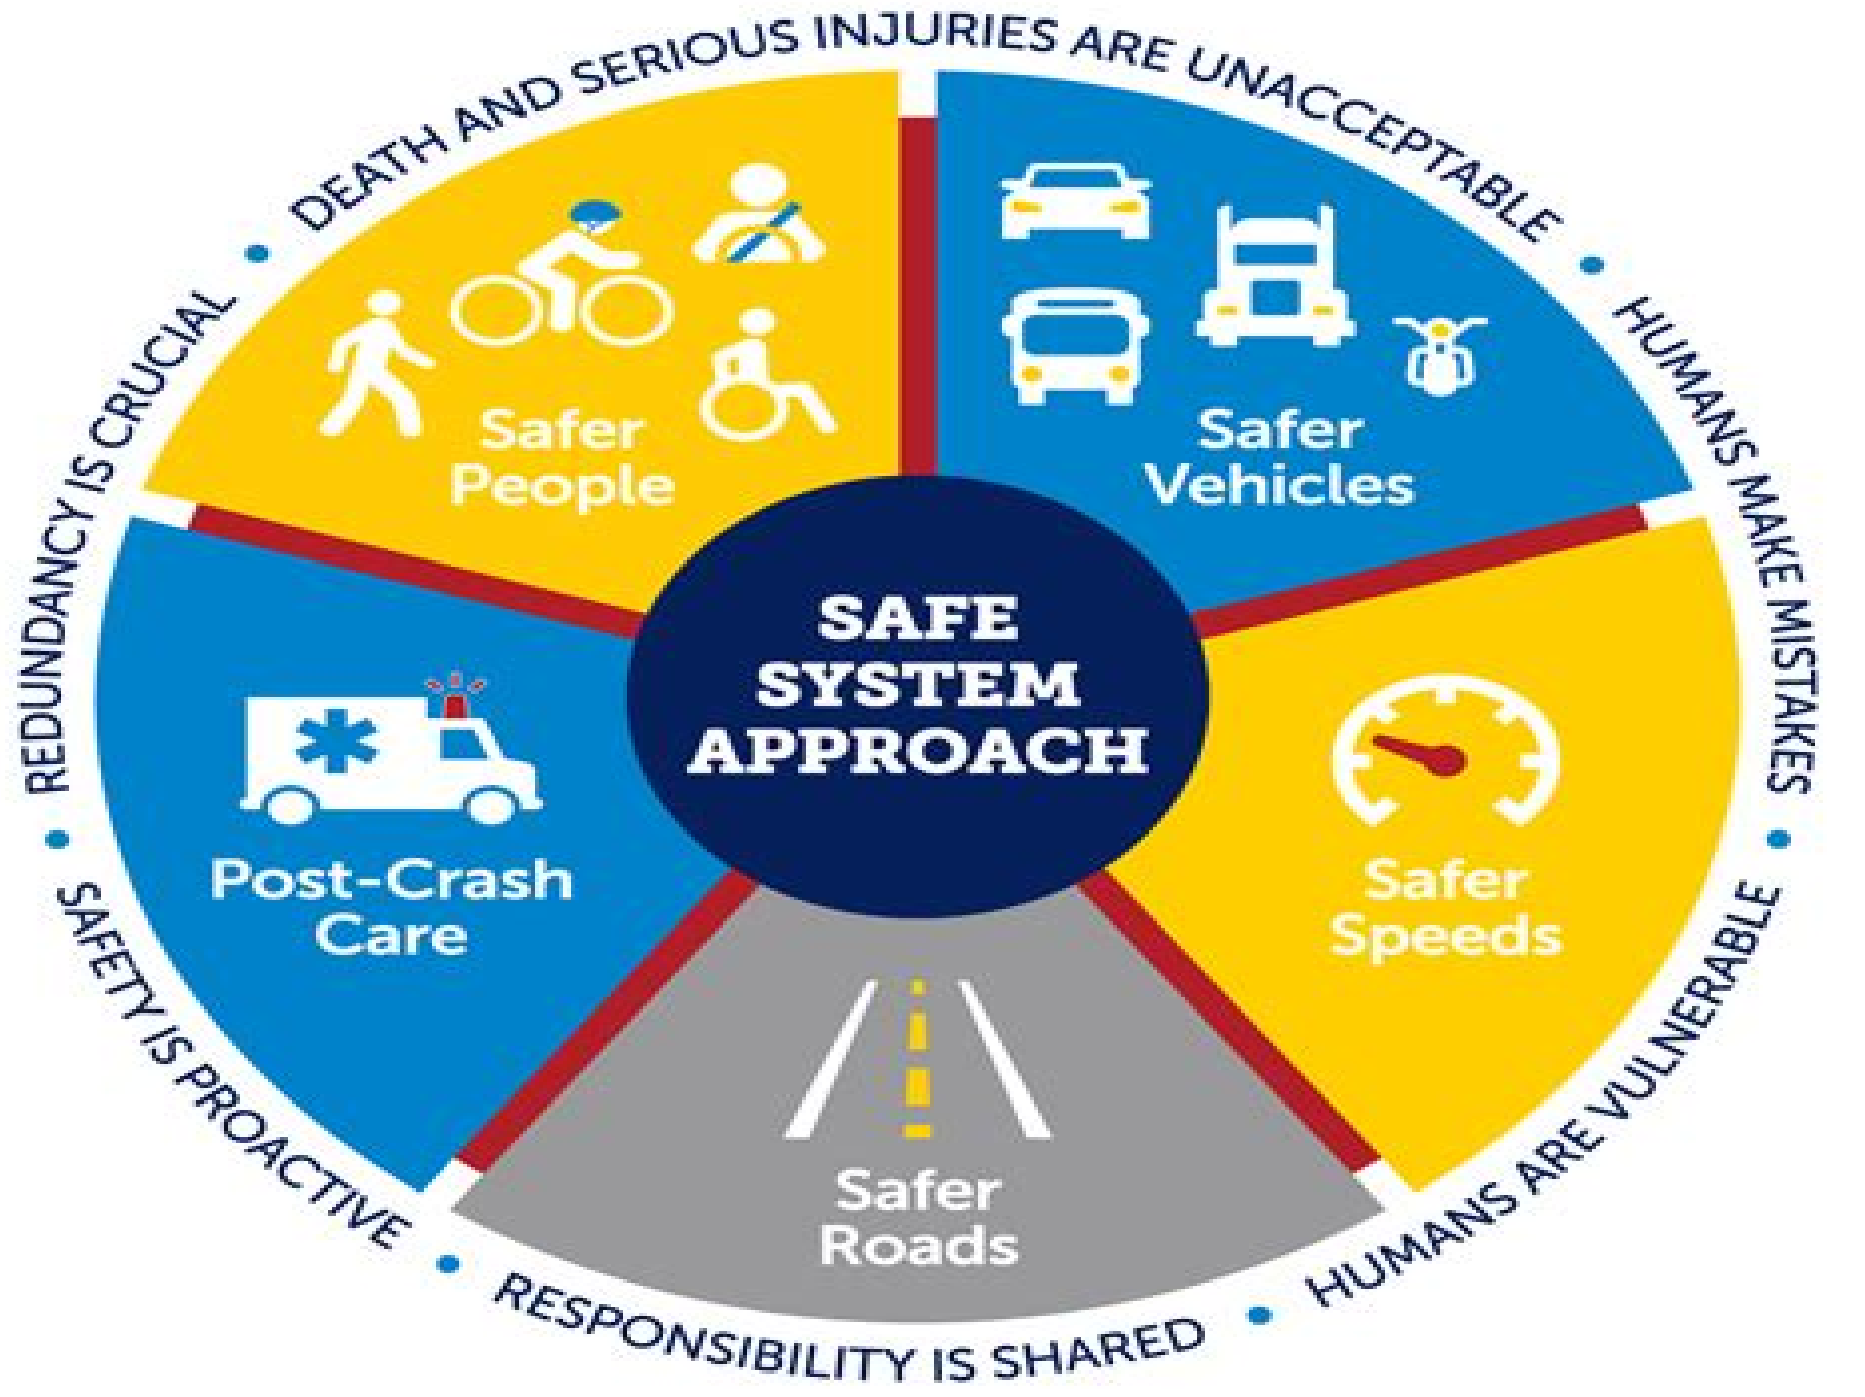 DEATH AND SERIOUS INJURIES ARE UNACCEPTABLE
HUMANS MAKE MISTAKES
HUMANS ARE VULNERABLE
RESPONSIBILITY IS SHARED
SAFETY IS PROACTIVE
REDUNDANCY IS CRUCIAL
Safer
People
Safer
Vehicles
SAFE
SYSTEM
APPROACH
Safer
Speeds
Post-Crash
Care
Safer
Roads